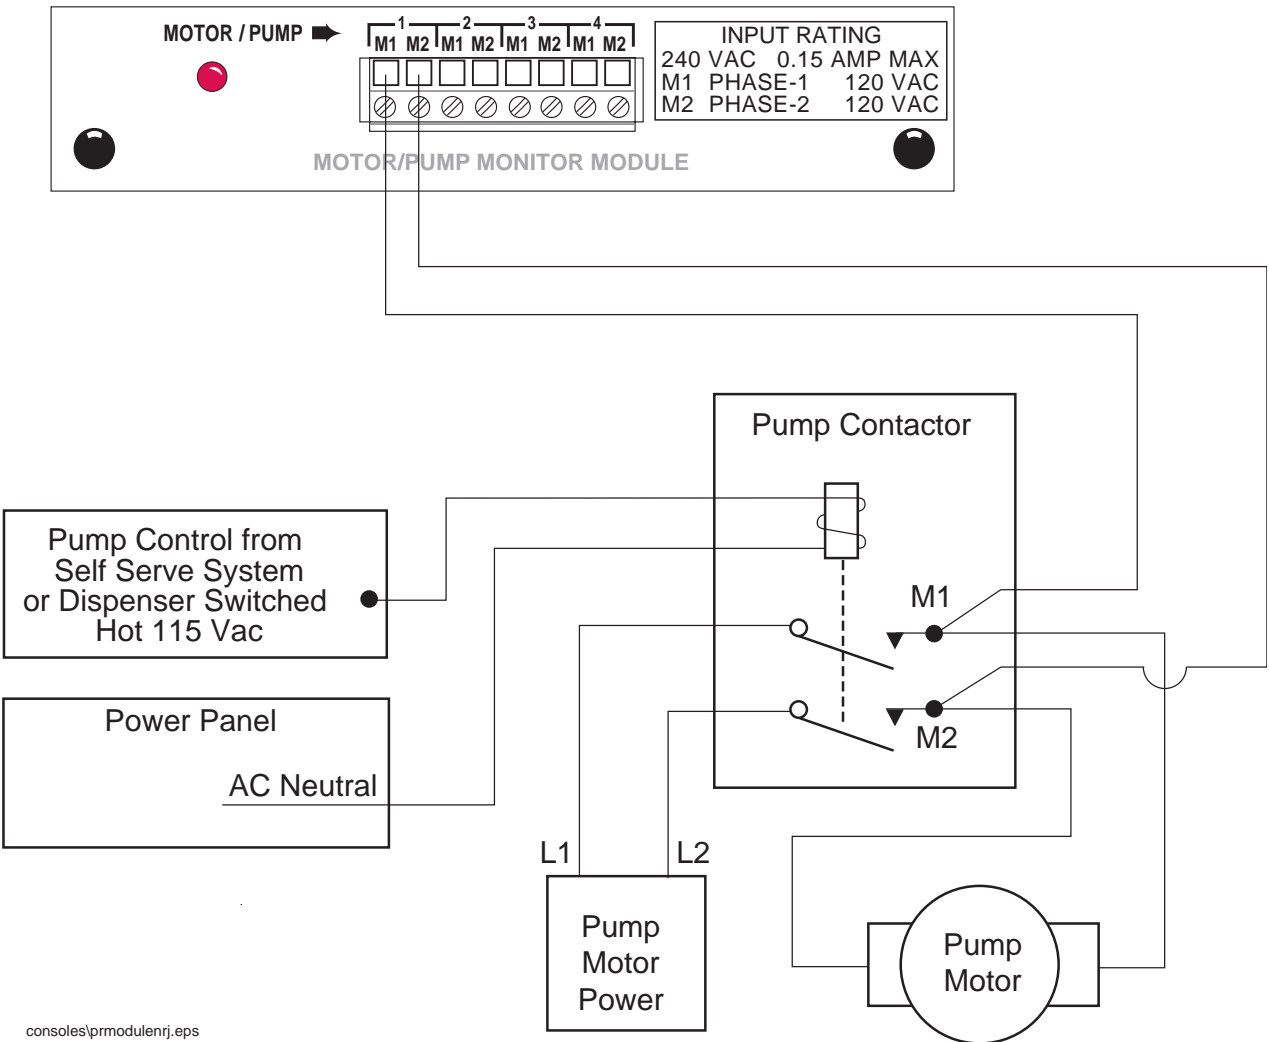 MOTOR / PUMP
1 2 3 4
M1 M2 M1 M2 M1 M2 M1 M2
INPUT RATING
240 VAC 0.15 AMP MAX
M1 PHASE-1 120 VAC
M2 PHASE-2 120 VAC
MOTOR/PUMP MONITOR MODULE
Pump Contactor
Pump Control from
Self Serve System
or Dispenser Switched
Hot 115 Vac
M1
Power Panel
AC Neutral
M2
L1 L2
Pump
Motor
Power
Pump
Motor
consoles\prmodulenrj.eps